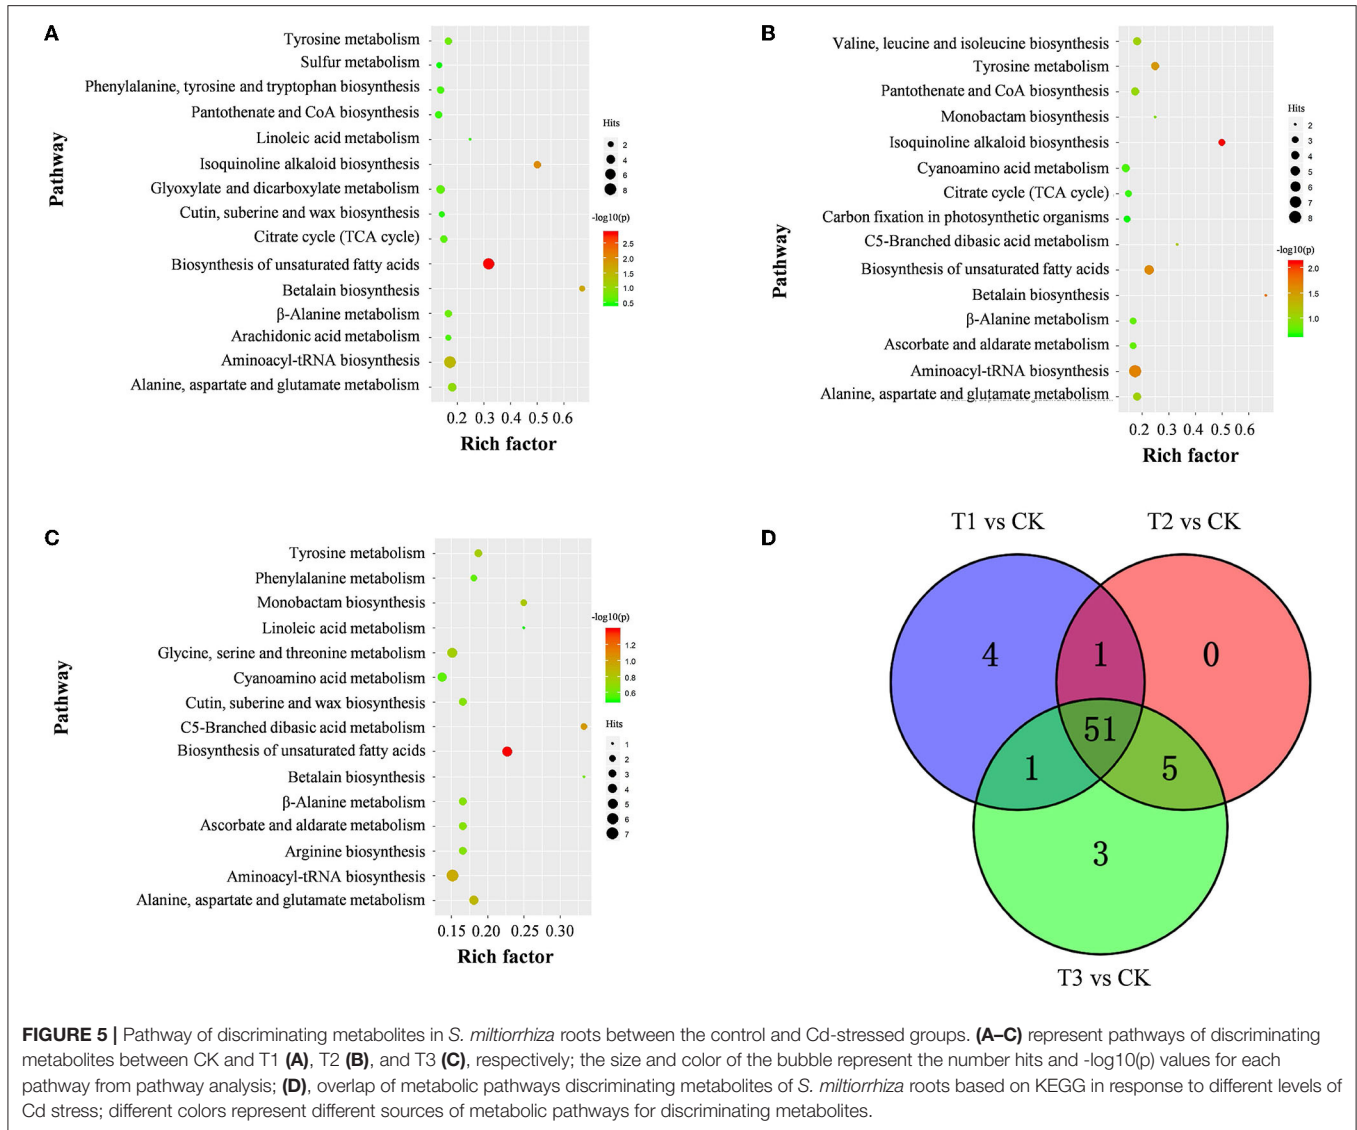 A
Tyrosine metabolism
Sulfur metabolism
Phenylalanine, tyrosine and tryptophan biosynthesis
Pantothenate and CoA biosynthesis
Linoleic acid metabolism
Isoquinoline alkaloid biosynthesis
Glyoxylate and dicarboxylate metabolism
Cutin, suberine and wax biosynthesis
Citrate cycle (TCA cycle)
Biosynthesis of unsaturated fatty acids
Betalain biosynthesis
β-Alanine metabolism
Arachidonic acid metabolism
Aminoacyl-tRNA biosynthesis
Alanine, aspartate and glutamate metabolism
Pathway
0.2 0.3 0.4 0.5 0.6
Rich factor
Hits
2
4
6
8
-log10(p)
2.5
2.0
1.5
1.0
0.5
B
Valine, leucine and isoleucine biosynthesis
Tyrosine metabolism
Pantothenate and CoA biosynthesis
Monobactam biosynthesis
Isoquinoline alkaloid biosynthesis
Cyanoamino acid metabolism
Citrate cycle (TCA cycle)
Carbon fixation in photosynthetic organisms
C5-Branched dibasic acid metabolism
Biosynthesis of unsaturated fatty acids
Betalain biosynthesis
β-Alanine metabolism
Ascorbate and aldarate metabolism
Aminoacyl-tRNA biosynthesis
Alanine, aspartate and glutamate metabolism
Pathway
0.2 0.3 0.4 0.5 0.6
Rich factor
Hits
2
3
4
5
6
7
8
-log10(p)
2.0
1.5
1.0
C
Tyrosine metabolism
Phenylalanine metabolism
Monobactam biosynthesis
Linoleic acid metabolism
Glycine, serine and threonine metabolism
Cyanoamino acid metabolism
Cutin, suberine and wax biosynthesis
C5-Branched dibasic acid metabolism
Biosynthesis of unsaturated fatty acids
Betalain biosynthesis
β-Alanine metabolism
Ascorbate and aldarate metabolism
Arginine biosynthesis
Aminoacyl-tRNA biosynthesis
Alanine, aspartate and glutamate metabolism
Pathway
0.15 0.20 0.25 0.30
Rich factor
-log10(p)
1.2
1.0
0.8
0.6
Hits
1
2
3
4
5
6
7
D
T1 vs CK
T2 vs CK
4
1
0
51
1
5
3
T3 vs CK
FIGURE 5 | Pathway of discriminating metabolites in S. miltiorrhiza roots between the control and Cd-stressed groups. (A–C) represent pathways of discriminating
metabolites between CK and T1 (A), T2 (B), and T3 (C), respectively; the size and color of the bubble represent the number hits and -log10(p) values for each
pathway from pathway analysis; (D), overlap of metabolic pathways discriminating metabolites of S. miltiorrhiza roots based on KEGG in response to different levels of
Cd stress; different colors represent different sources of metabolic pathways for discriminating metabolites.